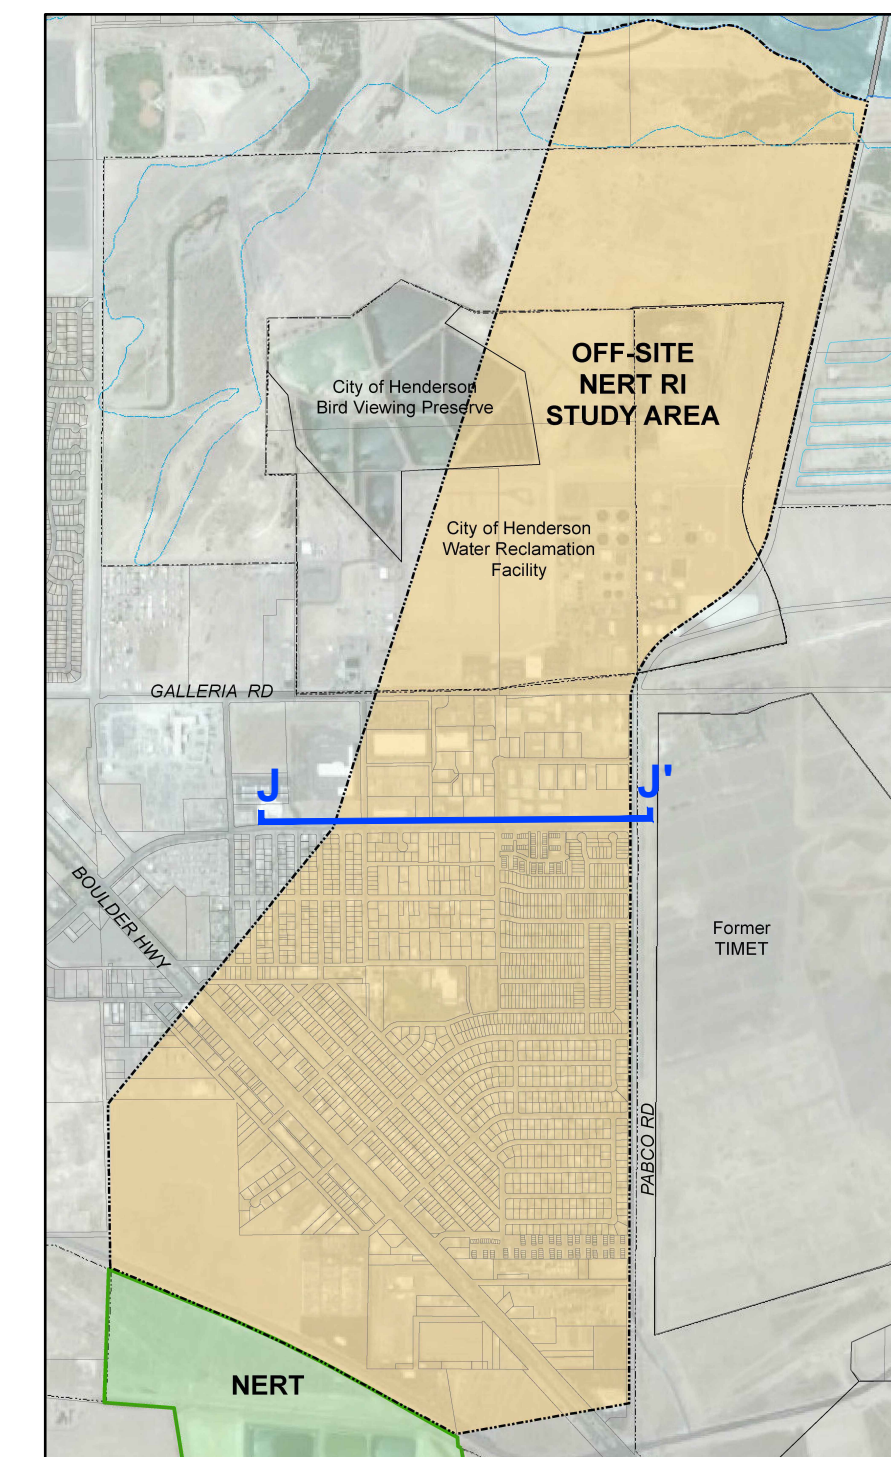 OFF-SITE
NERT RI
STUDY AREA
City of Henderson
Bird Viewing Preserve
City of Henderson
Water Reclamation
Facility
GALLERIA RD
J
J'
BOULDER HWY
Former
TIMET
PABCO RD
NERT